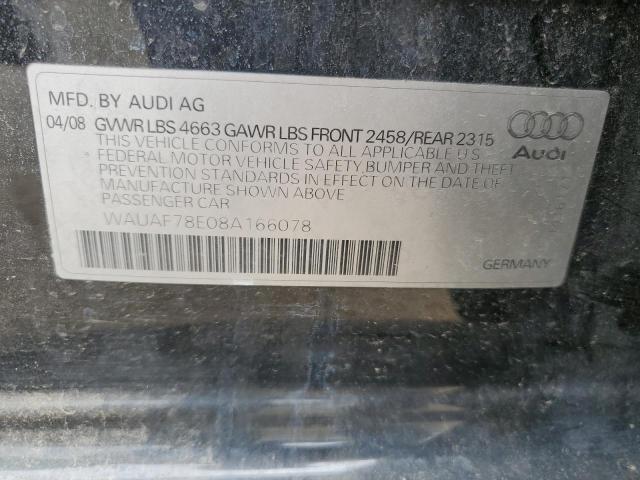 MFD. BY AUDI AG
04/08 GVWR LBS 4663 GAWR LBS FRONT 2458/REAR 2315
THIS VEHICLE CONFORMS TO ALL APPLICABLE U.S.
FEDERAL MOTOR VEHICLE SAFETY, BUMPER AND THEFT
PREVENTION STANDARDS IN EFFECT ON THE DATE OF
MANUFACTURE SHOWN ABOVE
PASSENGER CAR
WAUAF78E08A166078
Audi
GERMANY